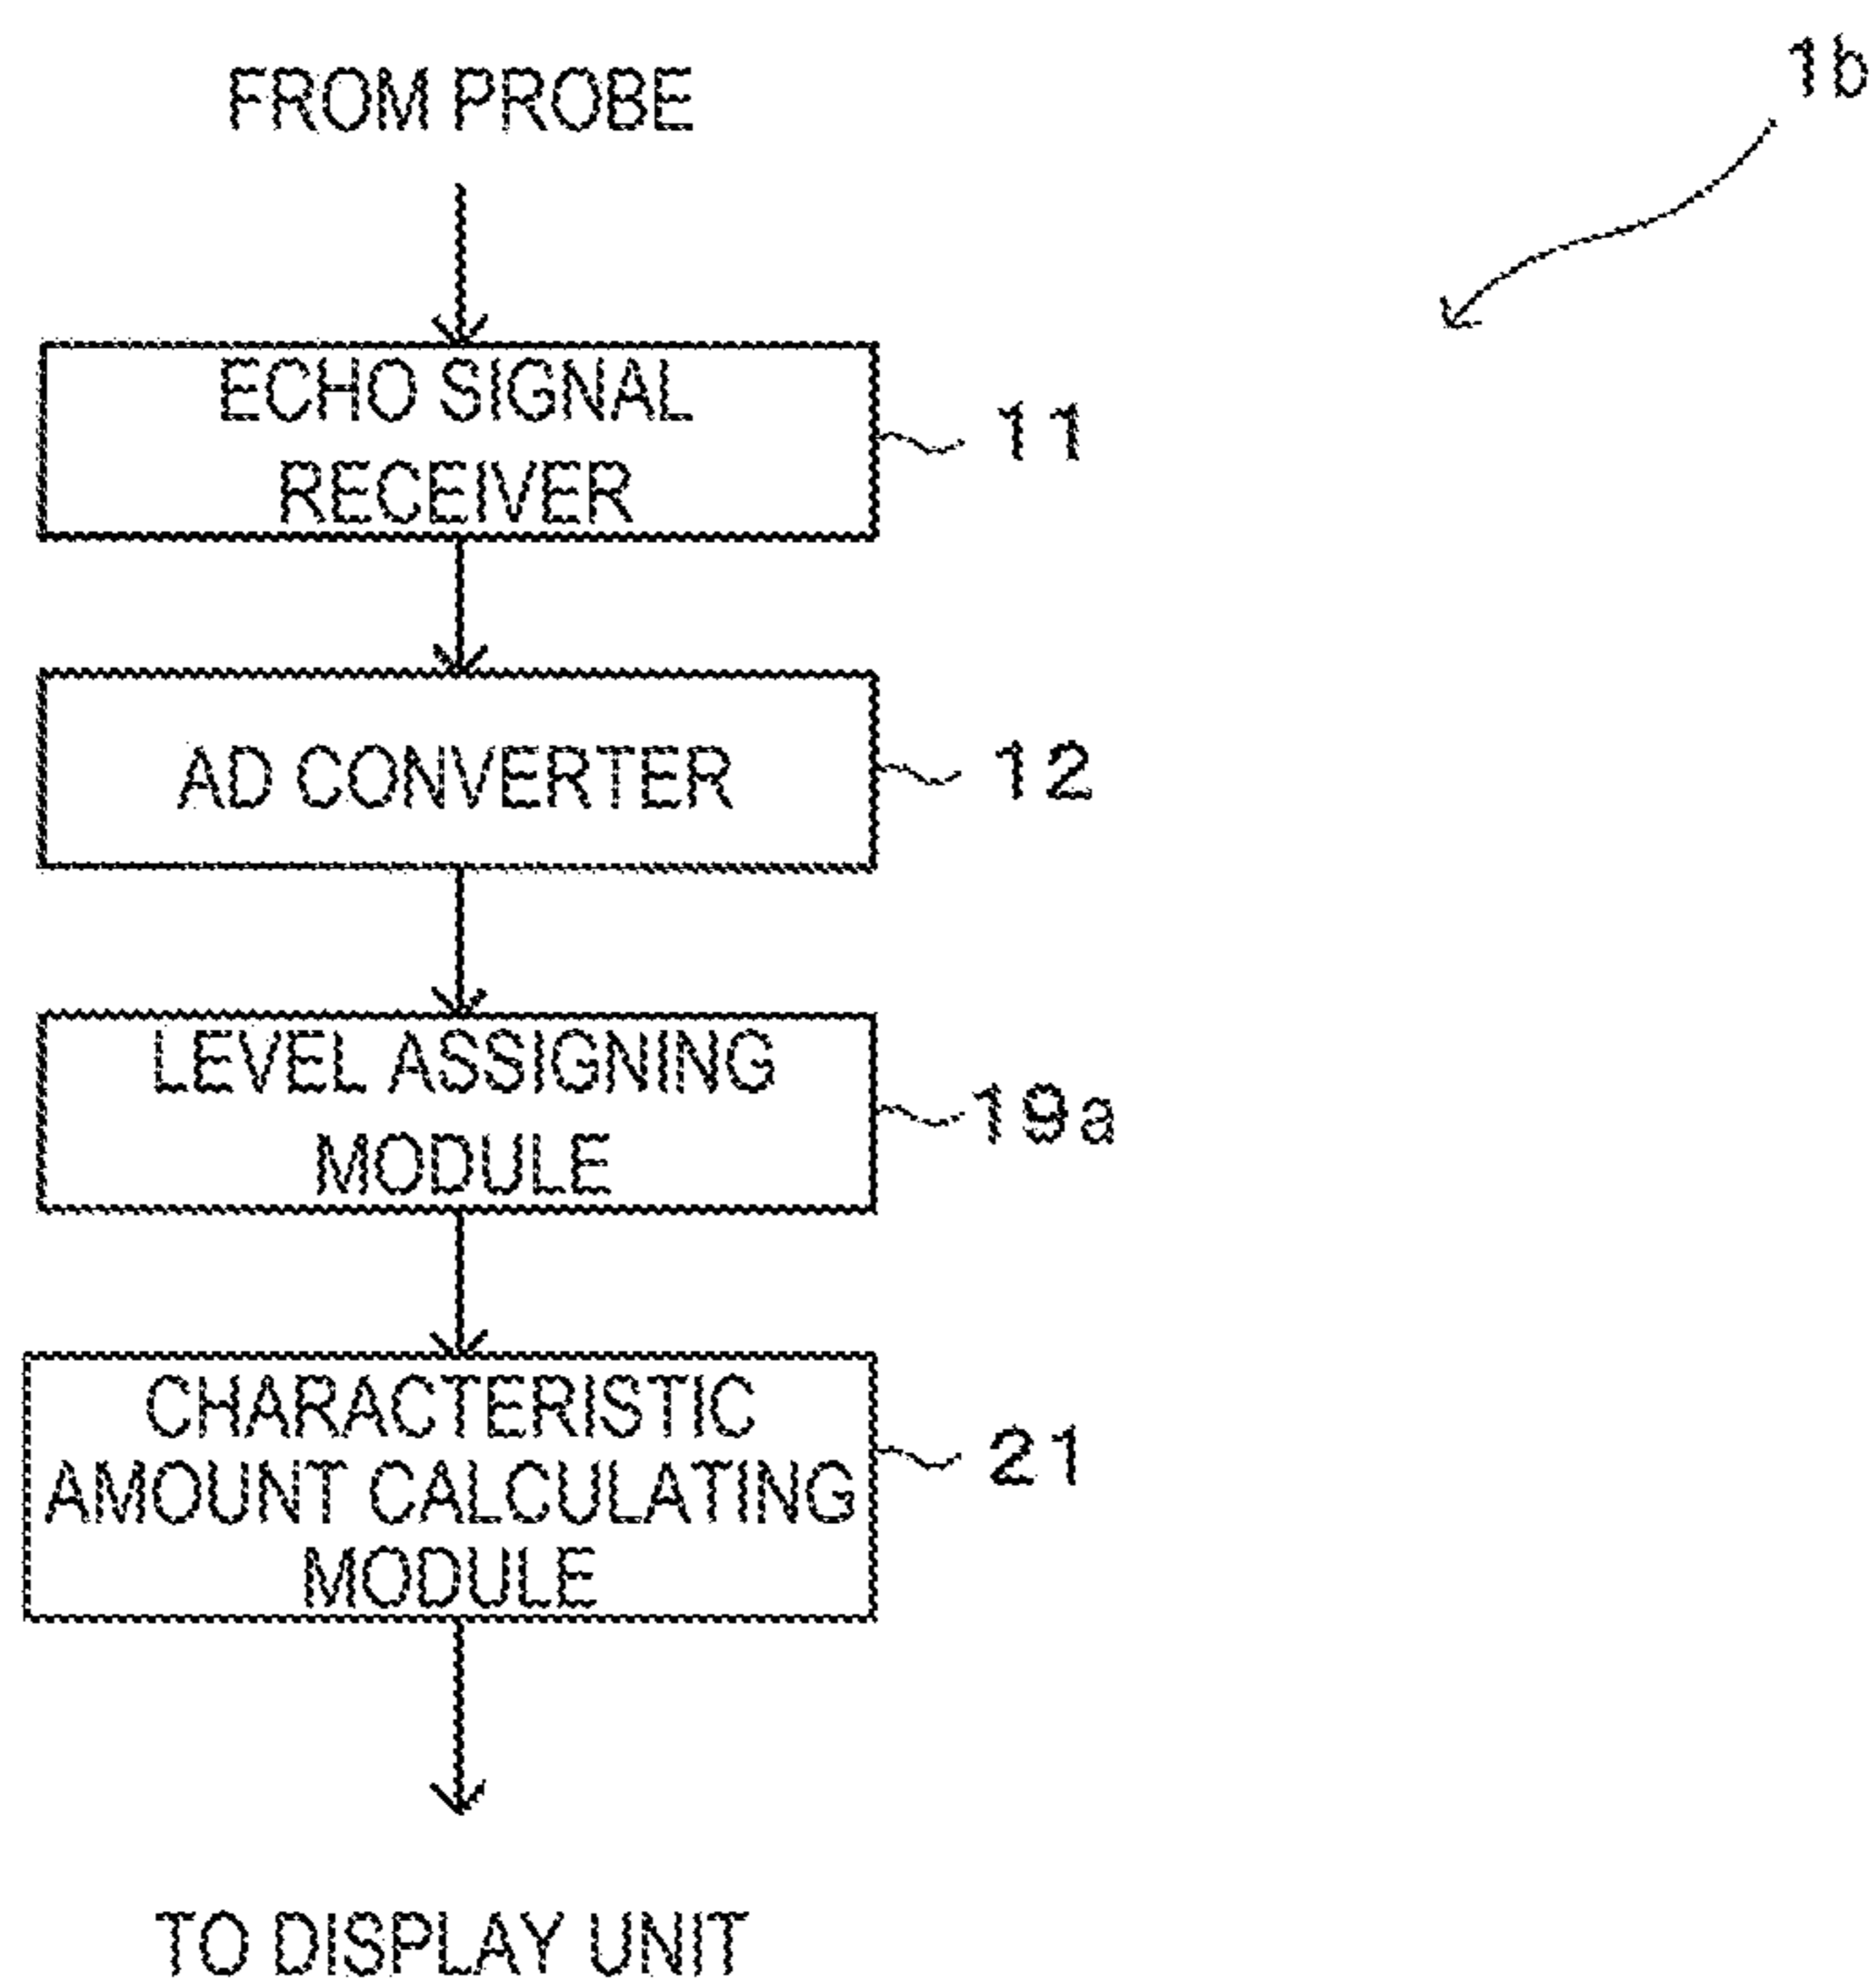 1b
FROM PROBE
ECHO SIGNAL
RECEIVER
11
AD CONVERTER
12
LEVEL ASSIGNING
MODULE
19a
CHARACTERISTIC
AMOUNT CALCULATING
MODULE
21
TO DISPLAY UNIT